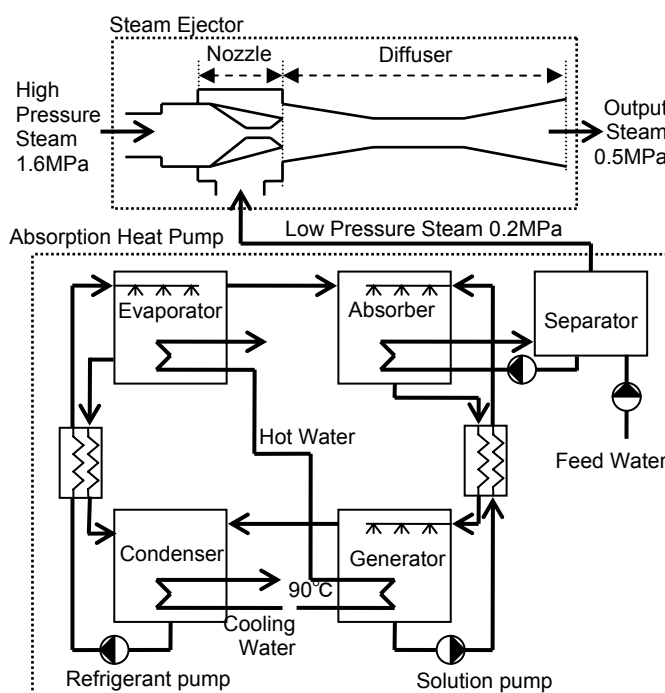 Steam Ejector
Nozzle
Diffuser
High
Pressure
Steam
1.6MPa
Output
Steam
0.5MPa
Low Pressure Steam 0.2MPa
Absorption Heat Pump
Evaporator
Absorber
Separator
Hot Water
Feed Water
Condenser
Generator
90°C
Cooling
Water
Refrigerant pump
Solution pump